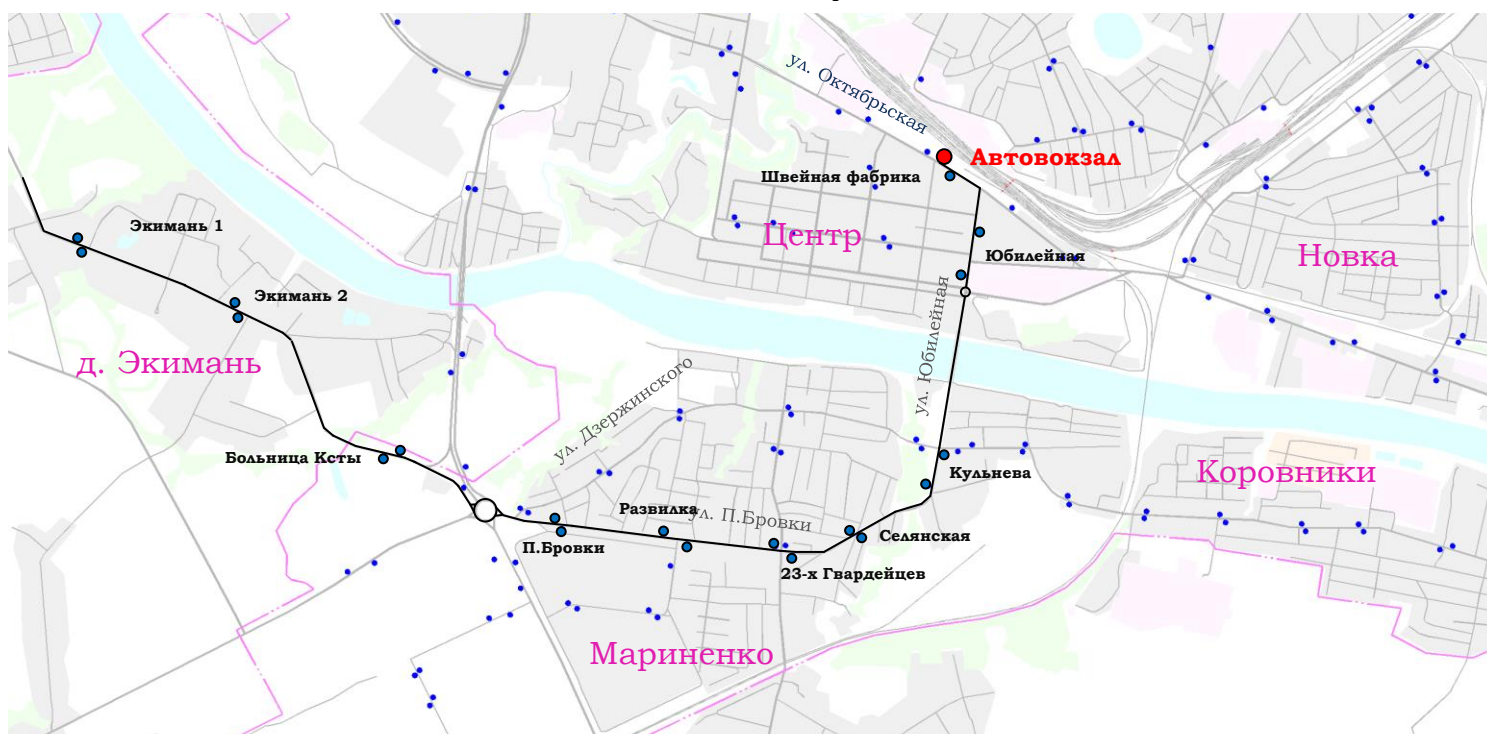 ул. Октябрьская
Автовокзал
Швейная фабрика
Экимань 1
Центр
Юбилейная
Новка
Экимань 2
ул. Юбилейная
д. Экимань
ул. Дзержинского
Больница Ксты
Кульнева
Коровники
Развилка
ул. П.Бровки
П.Бровки
Селянская
23-х Гвардейцев
Мариненко